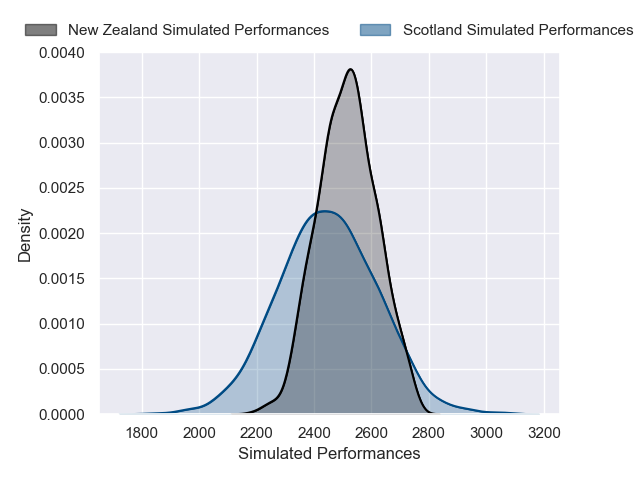 New Zealand Simulated Performances Scotland Simulated Performances
0.0040
0.0035
0.0030
0.0025
0.0020
0.0015
0.0010
0.0005
0.0000
Density
1800 2000 2200 2400 2600 2800 3000 3200
Simulated Performances